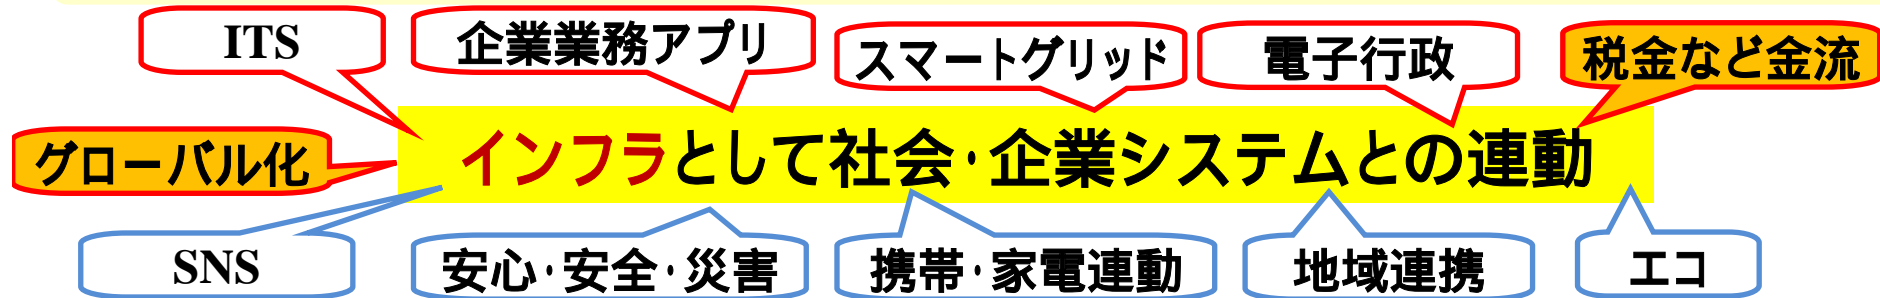 ITS
企業業務アプリ
スマートグリッド
電子行政
税金など金流
グローバル化
インフラとして社会・企業システムとの連動
SNS
安心・安全・災害
携帯・家電連動
地域連携
エコ